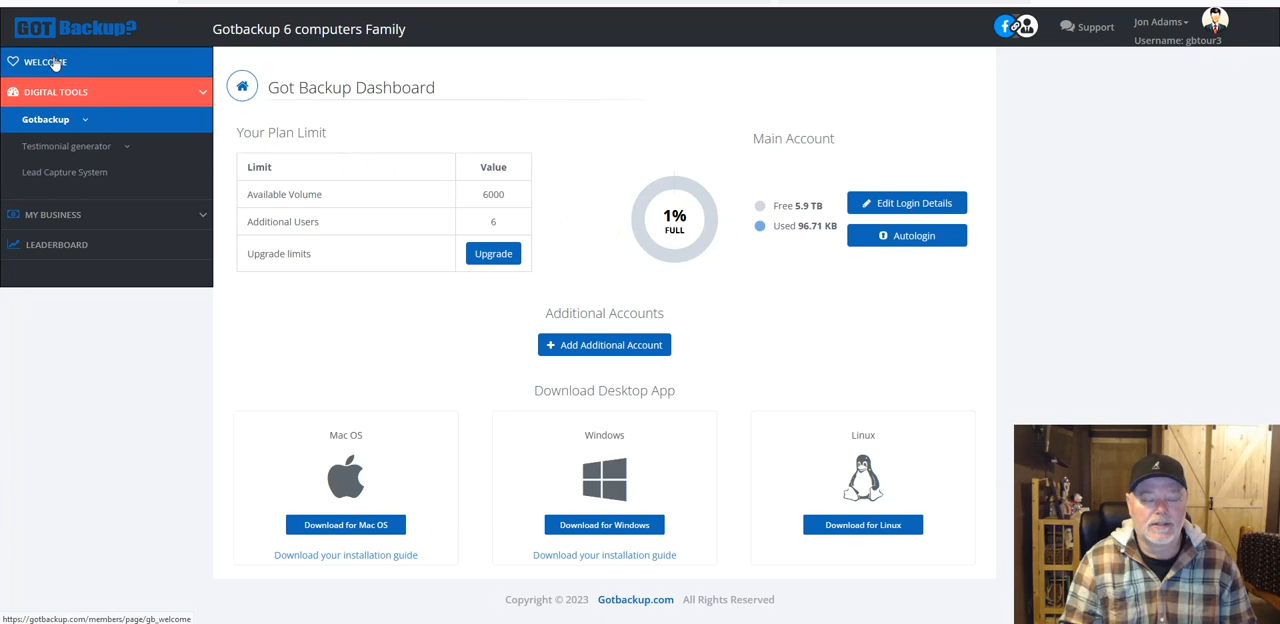 GOT Backup?
Gotbackup 6 computers Family
Support
Jon Adams
Username: gbtour3
WELCOME
DIGITAL TOOLS
Gotbackup
Testimonial generator
Lead Capture System
MY BUSINESS
LEADERBOARD
Got Backup Dashboard
Your Plan Limit
Limit Value
Available Volume 6000
Additional Users 6
Upgrade limits Upgrade
1%
FULL
Main Account
Free 5.9 TB
Used 96.71 KB
Edit Login Details
Autologin
Additional Accounts
+ Add Additional Account
Download Desktop App
Mac OS
Download for Mac OS
Download your installation guide
Windows
Download for Windows
Download your installation guide
Linux
Download for Linux
Copyright © 2023 Gotbackup.com All Rights Reserved
https://gotbackup.com/members/page/gb_welcome